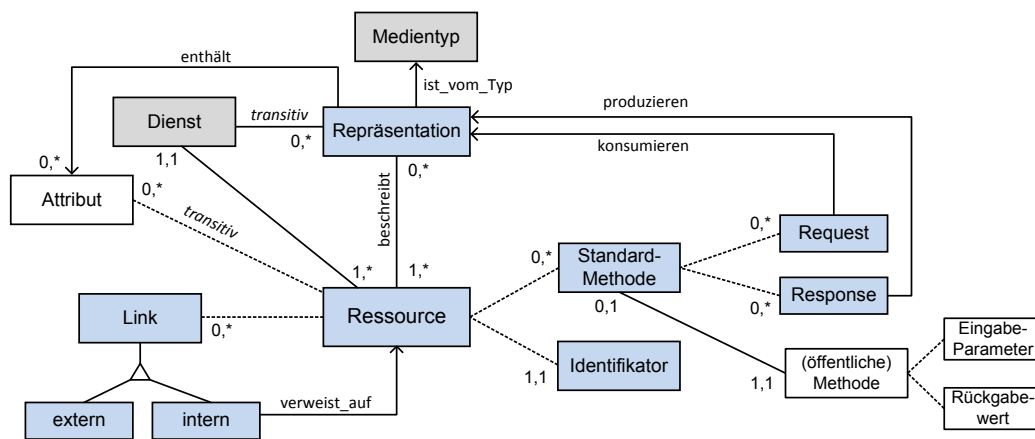 Medientyp
enthält
ist_vom_Typ
produzieren
Dienst
transitiv
Repräsentation
konsumieren
0,*
1,1
0,*
0,*
0,*
Attribut
0,*
transitiv
beschreibt
0,*
Request
0,*
Standard-
Methode
1,*
1,*
0,*
Response
Link
0,*
Ressource
0,1
Eingabe-
Parameter
Identifikator
1,1
(öffentliche)
Methode
1,1
extern
intern
verweist_auf
Rückgabe-
wert